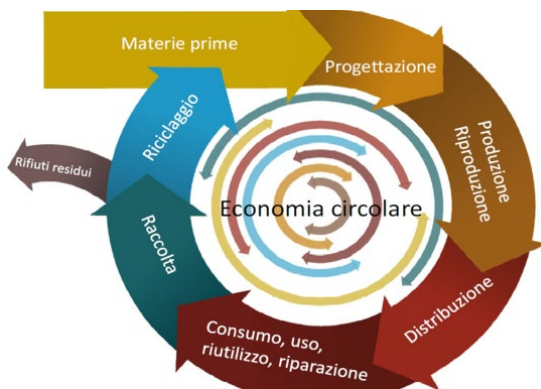 Materie prime
Progettazione
Produzione
Riproduzione
Distribuzione
Consumo, uso,
riutilizzo, riparazione
Raccolta
Rifiuti residui
Riciclaggio
Economia circolare